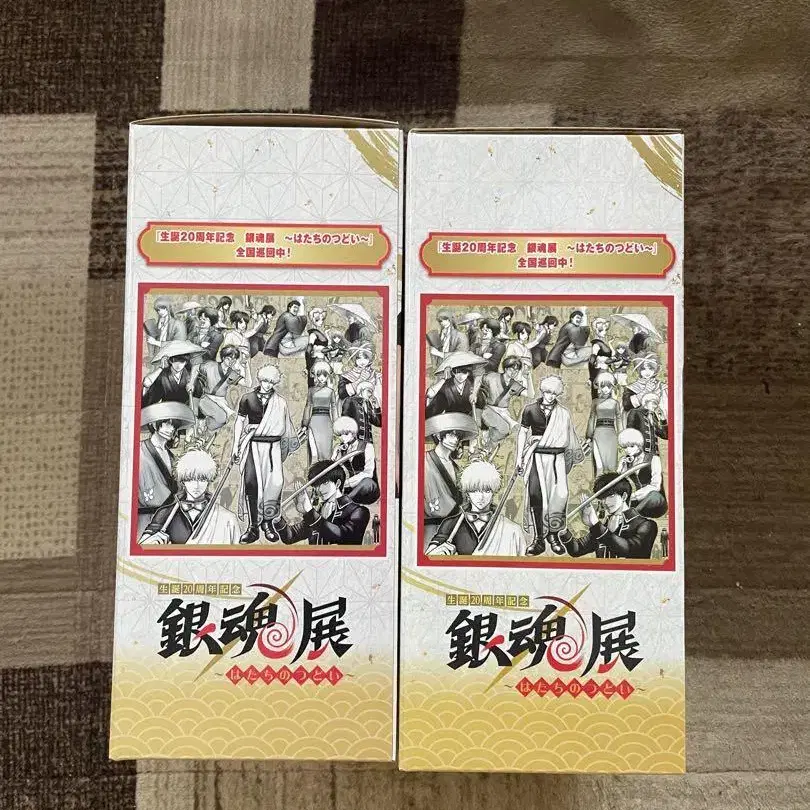 「生誕20周年記念 銀魂展 ～はたちのつどい～」
全国巡回中！
生誕20周年記念
銀魂展
～はたちのつどい～
「生誕20周年記念 銀魂展 ～はたちのつどい～」
全国巡回中！
生誕20周年記念
銀魂展
～はたちのつどい～